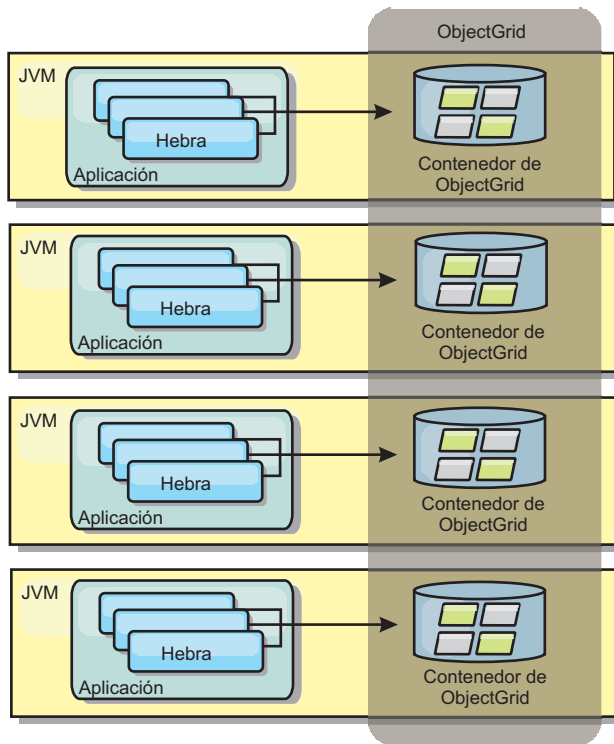 ObjectGrid
JVM
Hebra
Aplicación
Contenedor de
ObjectGrid
JVM
Hebra
Aplicación
Contenedor de
ObjectGrid
JVM
Hebra
Aplicación
Contenedor de
ObjectGrid
JVM
Hebra
Aplicación
Contenedor de
ObjectGrid